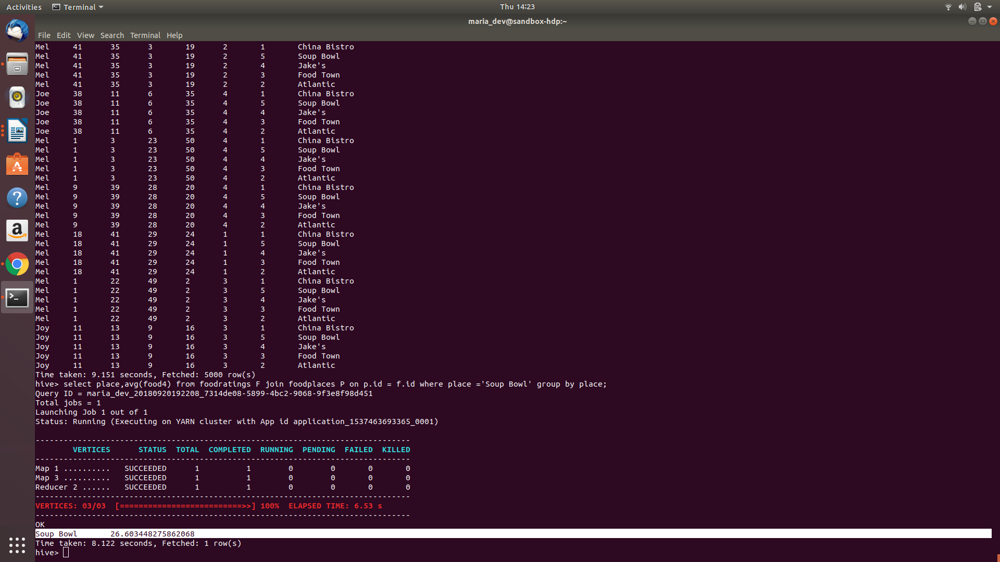 Activities Terminal Thu 14:23
maria_dev@sandbox-hdp:~
File Edit View Search Terminal Help
Mel 41 35 3 19 2 1 China Bistro
Mel 41 35 3 19 2 5 Soup Bowl
Mel 41 35 3 19 2 4 Jake's
Mel 41 35 3 19 2 3 Food Town
Mel 41 35 3 19 2 2 Atlantic
Joe 38 11 6 35 4 1 China Bistro
Joe 38 11 6 35 4 5 Soup Bowl
Joe 38 11 6 35 4 4 Jake's
Joe 38 11 6 35 4 3 Food Town
Joe 38 11 6 35 4 2 Atlantic
Mel 1 3 23 50 4 1 China Bistro
Mel 1 3 23 50 4 5 Soup Bowl
Mel 1 3 23 50 4 4 Jake's
Mel 1 3 23 50 4 3 Food Town
Mel 1 3 23 50 4 2 Atlantic
Mel 9 39 28 20 4 1 China Bistro
Mel 9 39 28 20 4 5 Soup Bowl
Mel 9 39 28 20 4 4 Jake's
Mel 9 39 28 20 4 3 Food Town
Mel 9 39 28 20 4 2 Atlantic
Mel 18 41 29 24 1 1 China Bistro
Mel 18 41 29 24 1 5 Soup Bowl
Mel 18 41 29 24 1 4 Jake's
Mel 18 41 29 24 1 3 Food Town
Mel 18 41 29 24 1 2 Atlantic
Mel 1 22 49 2 3 1 China Bistro
Mel 1 22 49 2 3 5 Soup Bowl
Mel 1 22 49 2 3 4 Jake's
Mel 1 22 49 2 3 3 Food Town
Mel 1 22 49 2 3 2 Atlantic
Joy 11 13 9 16 3 1 China Bistro
Joy 11 13 9 16 3 5 Soup Bowl
Joy 11 13 9 16 3 4 Jake's
Joy 11 13 9 16 3 3 Food Town
Joy 11 13 9 16 3 2 Atlantic
Time taken: 9.151 seconds, Fetched: 5000 row(s)
hive> select place,avg(food4) from foodratings F join foodplaces P on p.id = f.id where place ='Soup Bowl' group by place;
Query ID = maria_dev_20180920192208_7314de08-5899-4bc2-9068-9f3e8f98d451
Total jobs = 1
Launching Job 1 out of 1
Status: Running (Executing on YARN cluster with App id application_1537463693365_0001)
--------------------------------------------------------------------------------
VERTICES STATUS TOTAL COMPLETED RUNNING PENDING FAILED KILLED
--------------------------------------------------------------------------------
Map 1 .......... SUCCEEDED 1 1 0 0 0 0
Map 3 .......... SUCCEEDED 1 1 0 0 0 0
Reducer 2 ...... SUCCEEDED 1 1 0 0 0 0
--------------------------------------------------------------------------------
VERTICES: 03/03 [==========================>>] 100% ELAPSED TIME: 6.53 s
--------------------------------------------------------------------------------
OK
Soup Bowl 26.603448275862068
Time taken: 8.122 seconds, Fetched: 1 row(s)
hive>